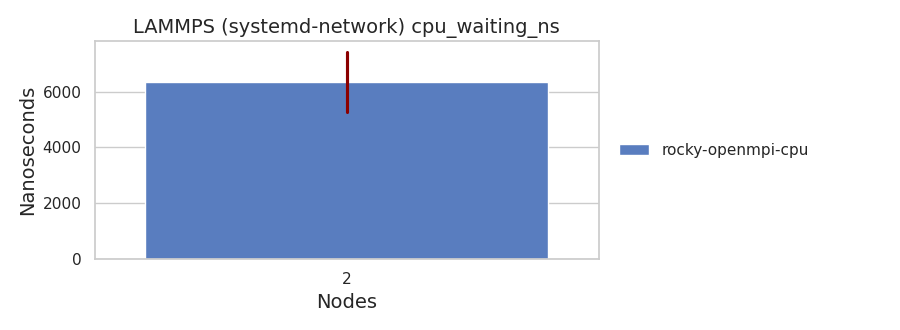 LAMMPS (systemd-network) cpu_waiting_ns
Nanoseconds
6000
4000
2000
0
2
Nodes
rocky-openmpi-cpu